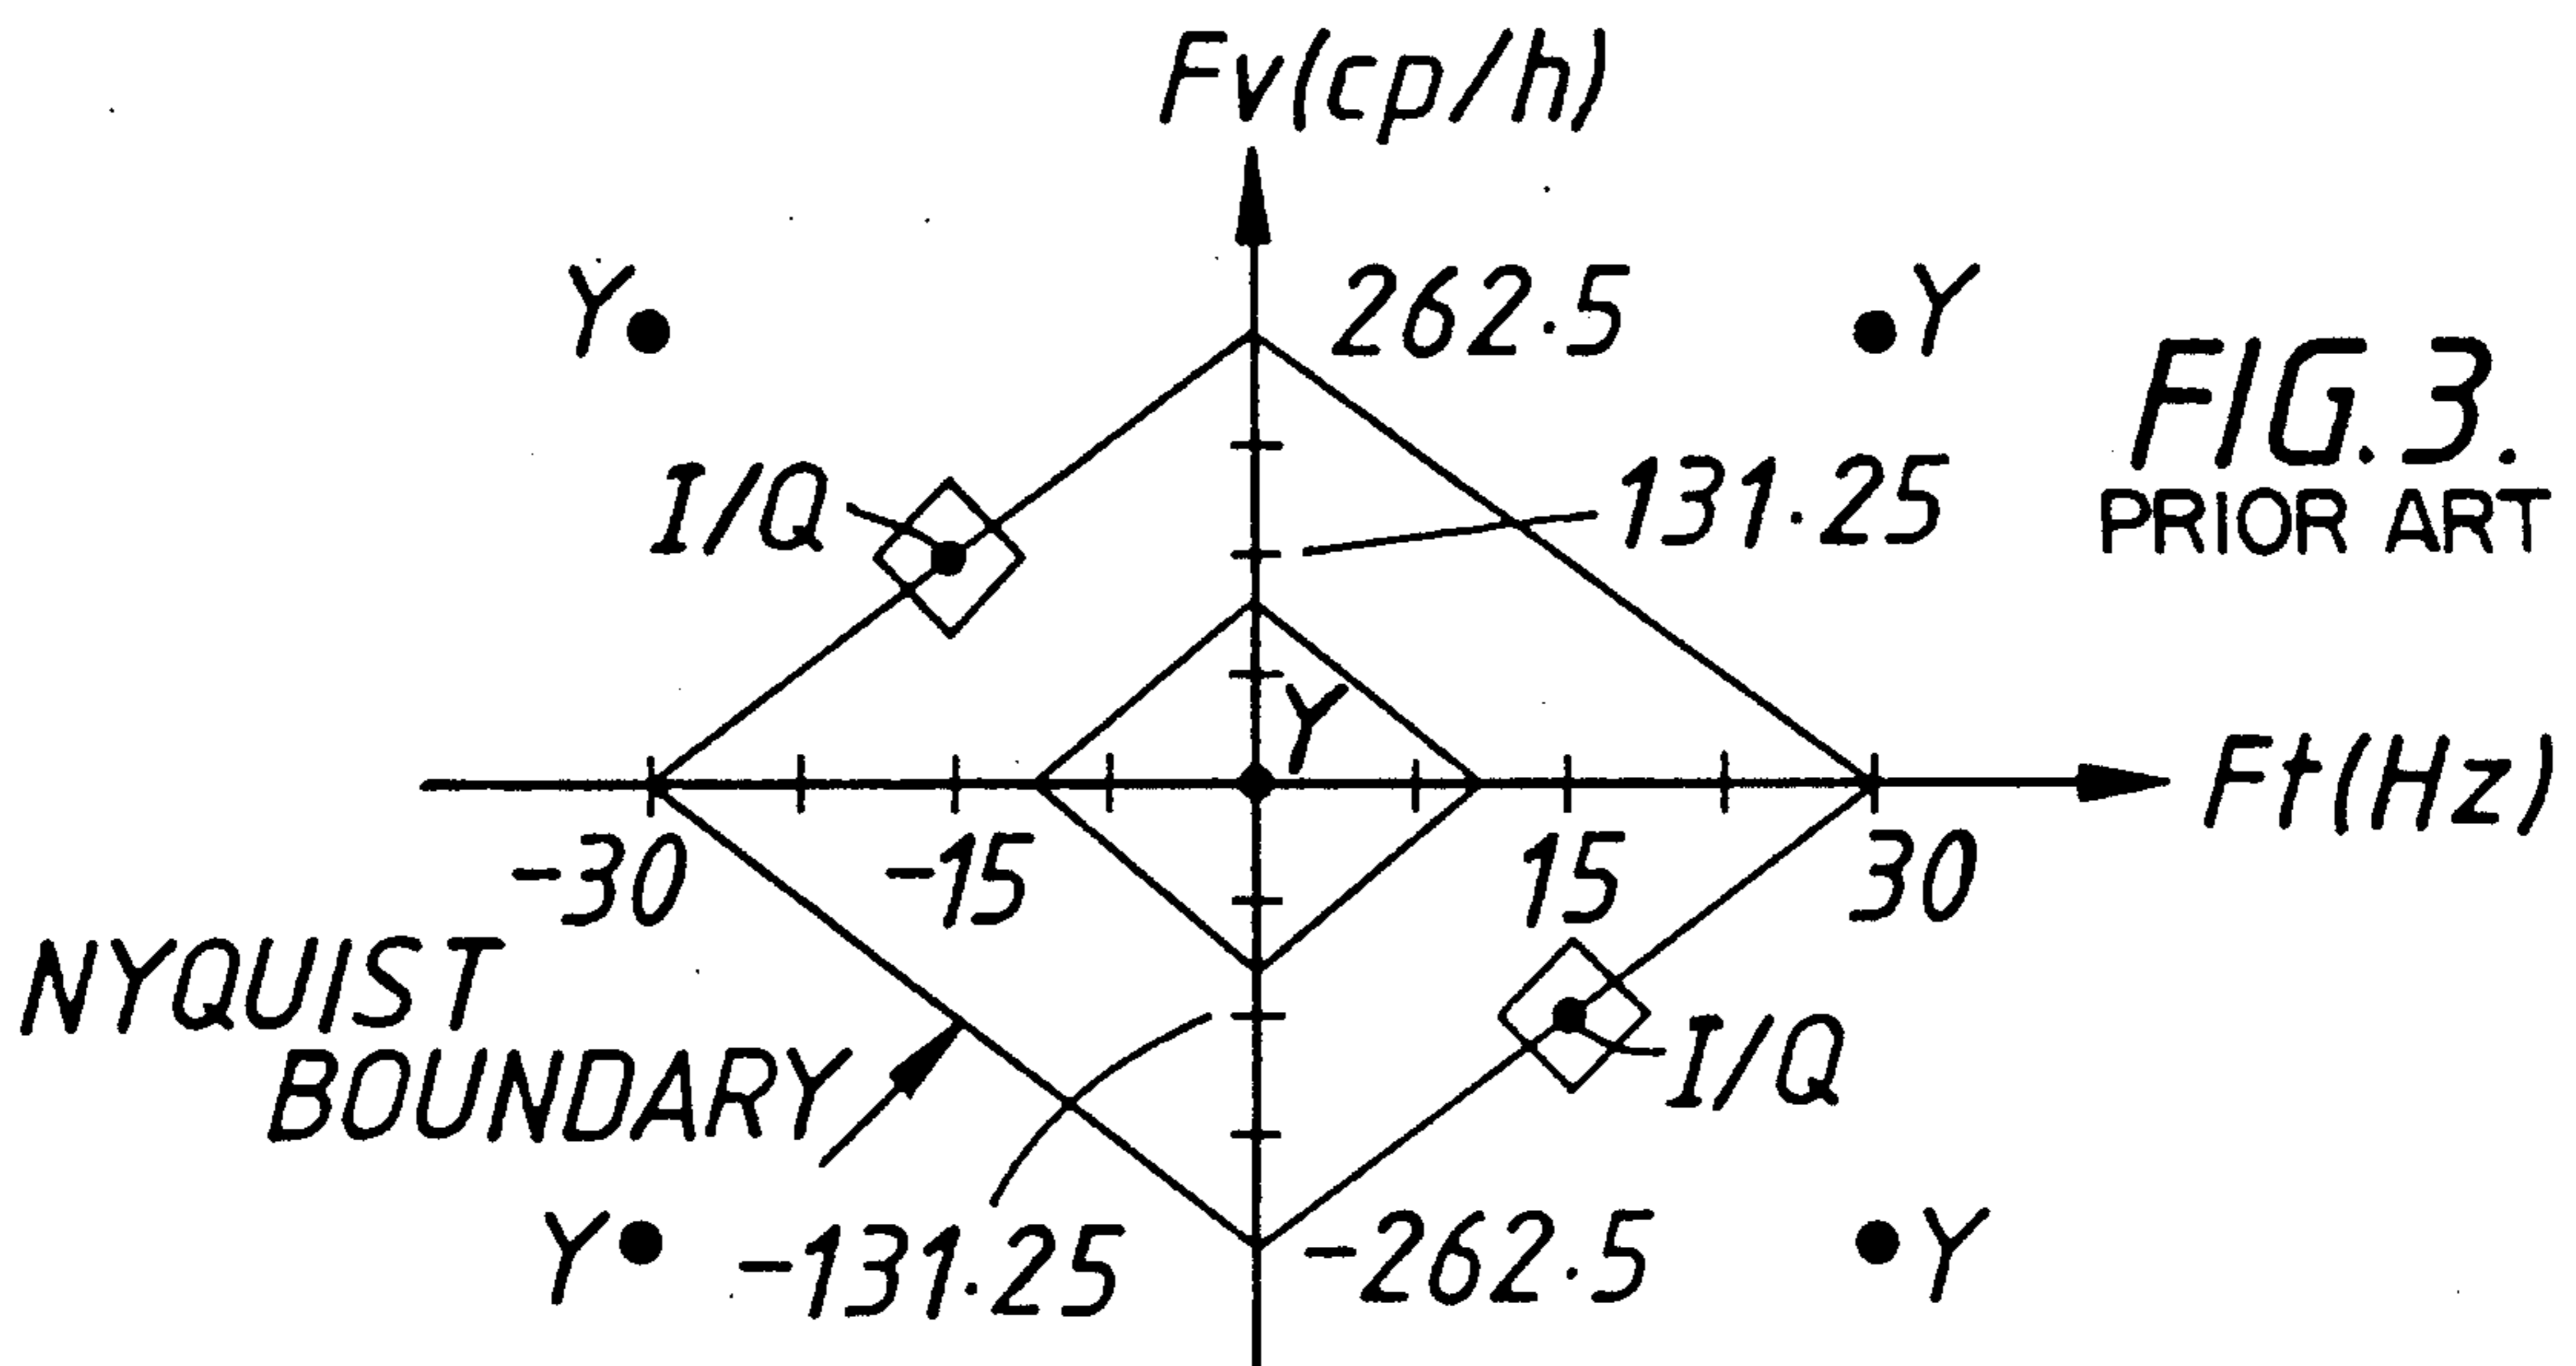 Fv(cp/h)
Y
262.5
Y
FIG. 3.
PRIOR ART
I/Q
131.25
Y
Ft(Hz)
-30
-15
15
30
NYQUIST
BOUNDARY
I/Q
Y
-131.25
-262.5
Y